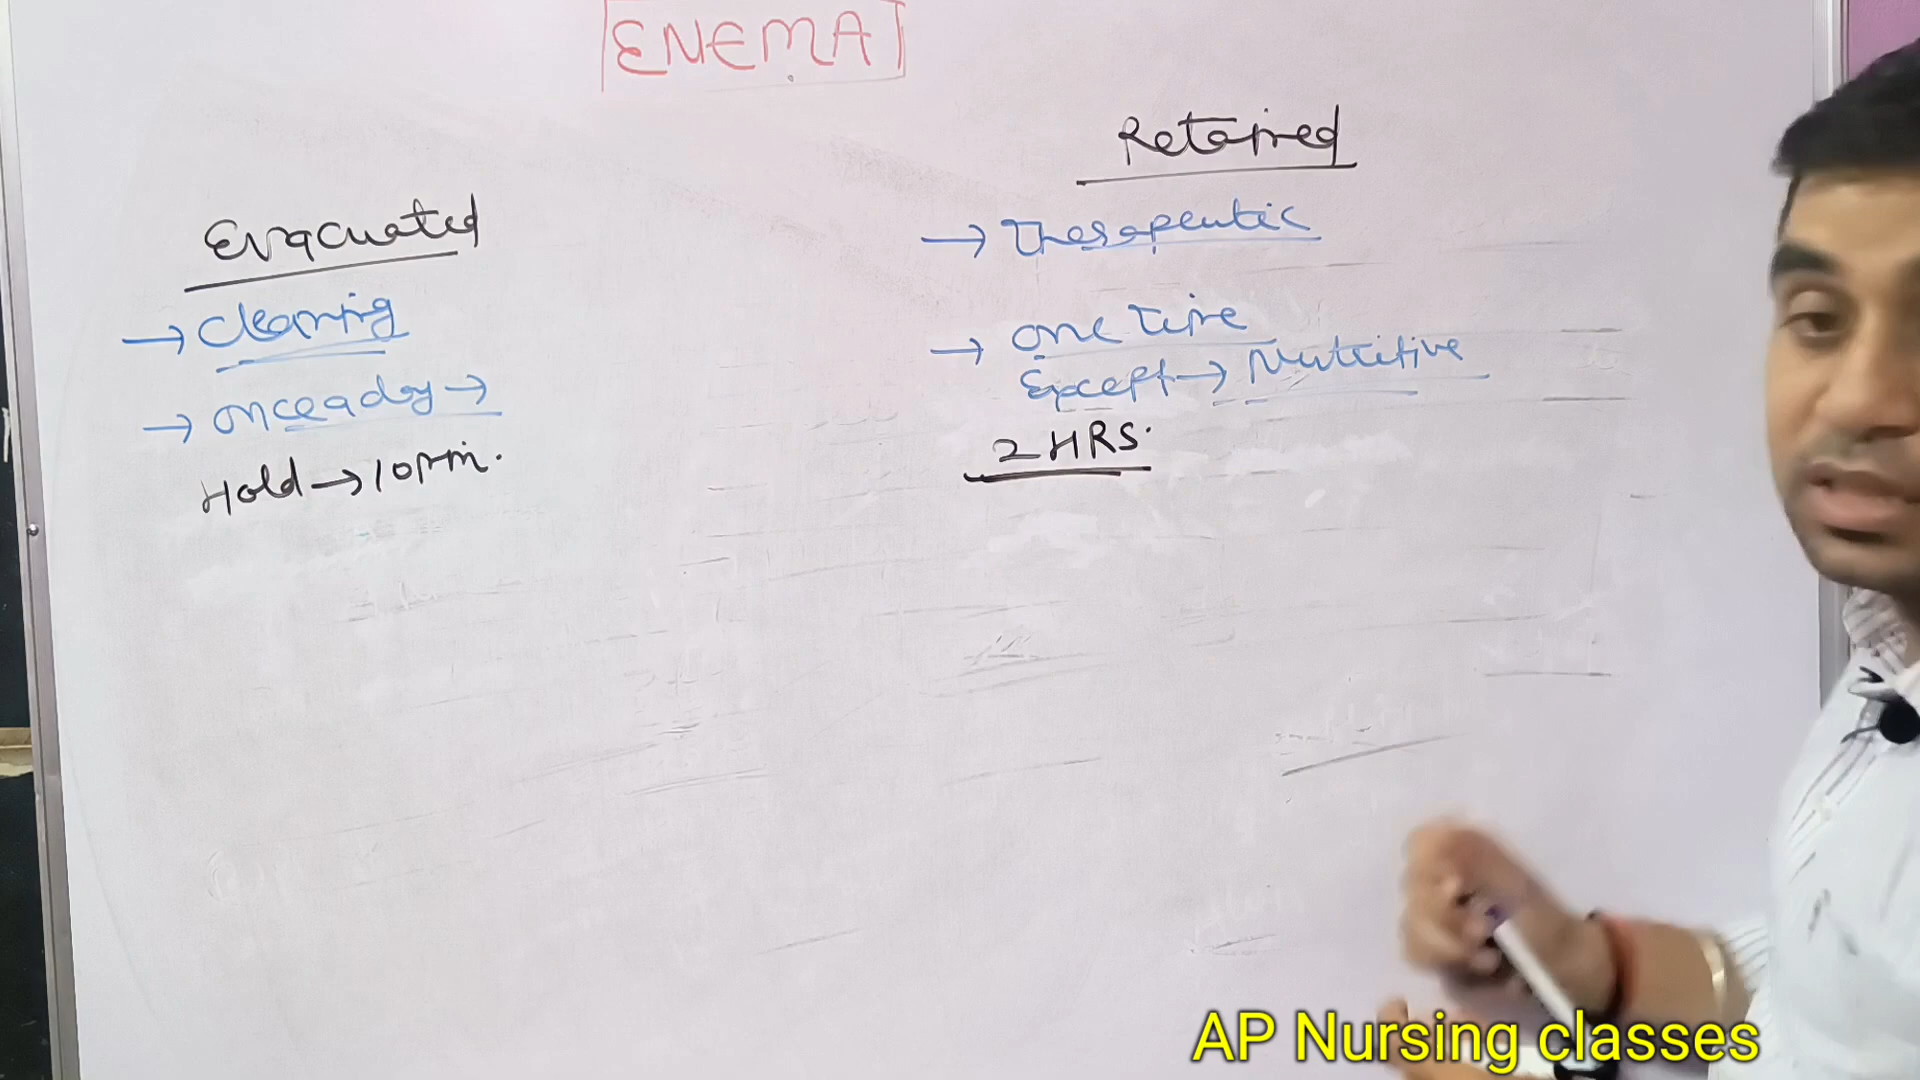 ENEMA
Evacuated
→ Cleaning
→ once a day →
Hold → 10 min.
Retained
→ Therapeutic
→ one time
Except → Nutritive
2 HRS.
AP Nursing classes